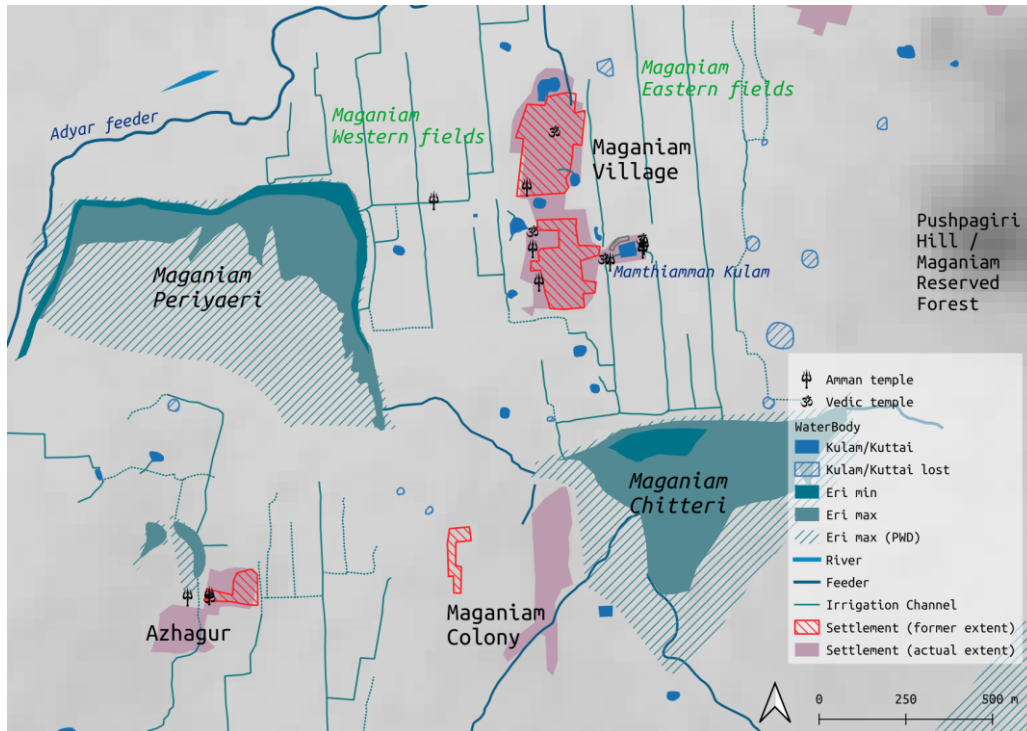 Maganiam
Eastern fields
Maganiam
Western fields
Adyar feeder
Maganiam
Village
Pushpagiri
Hill /
Maganiam
Reserved
Forest
Mamthiamman Kulam
Maganiam
Periyaeri
Maganiam
Chitteri
Maganiam
Colony
Azhagur
Amman temple
Vedic temple
WaterBody
Kulam/Kuttai
Kulam/Kuttai lost
Eri min
Eri max
Eri max (PWD)
River
Feeder
Irrigation Channel
Settlement (former extent)
Settlement (actual extent)
0 250 500 m